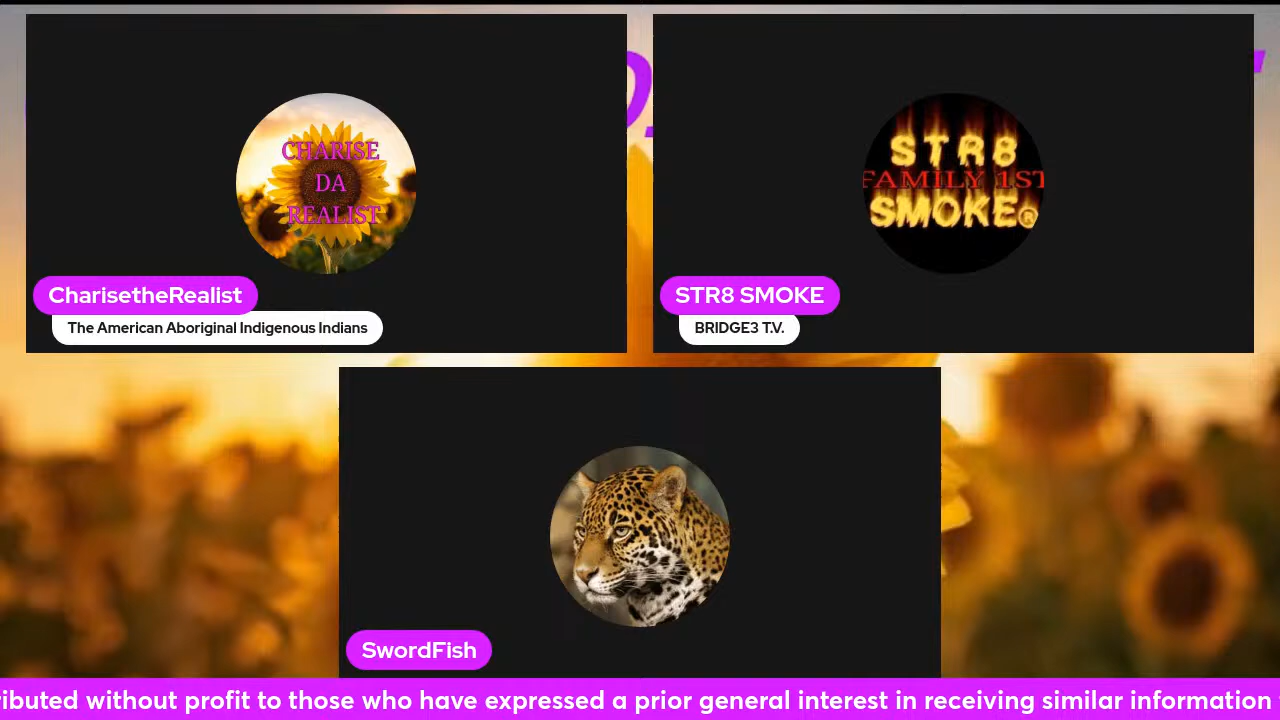 CHARISE
DA
REALIST
CharisetheRealist
The American Aboriginal Indigenous Indians
STR8
FAMILY 1ST
SMOKE®
STR8 SMOKE
BRIDGE3 T.V.
SwordFish
ributed without profit to those who have expressed a prior general interest in receiving similar information